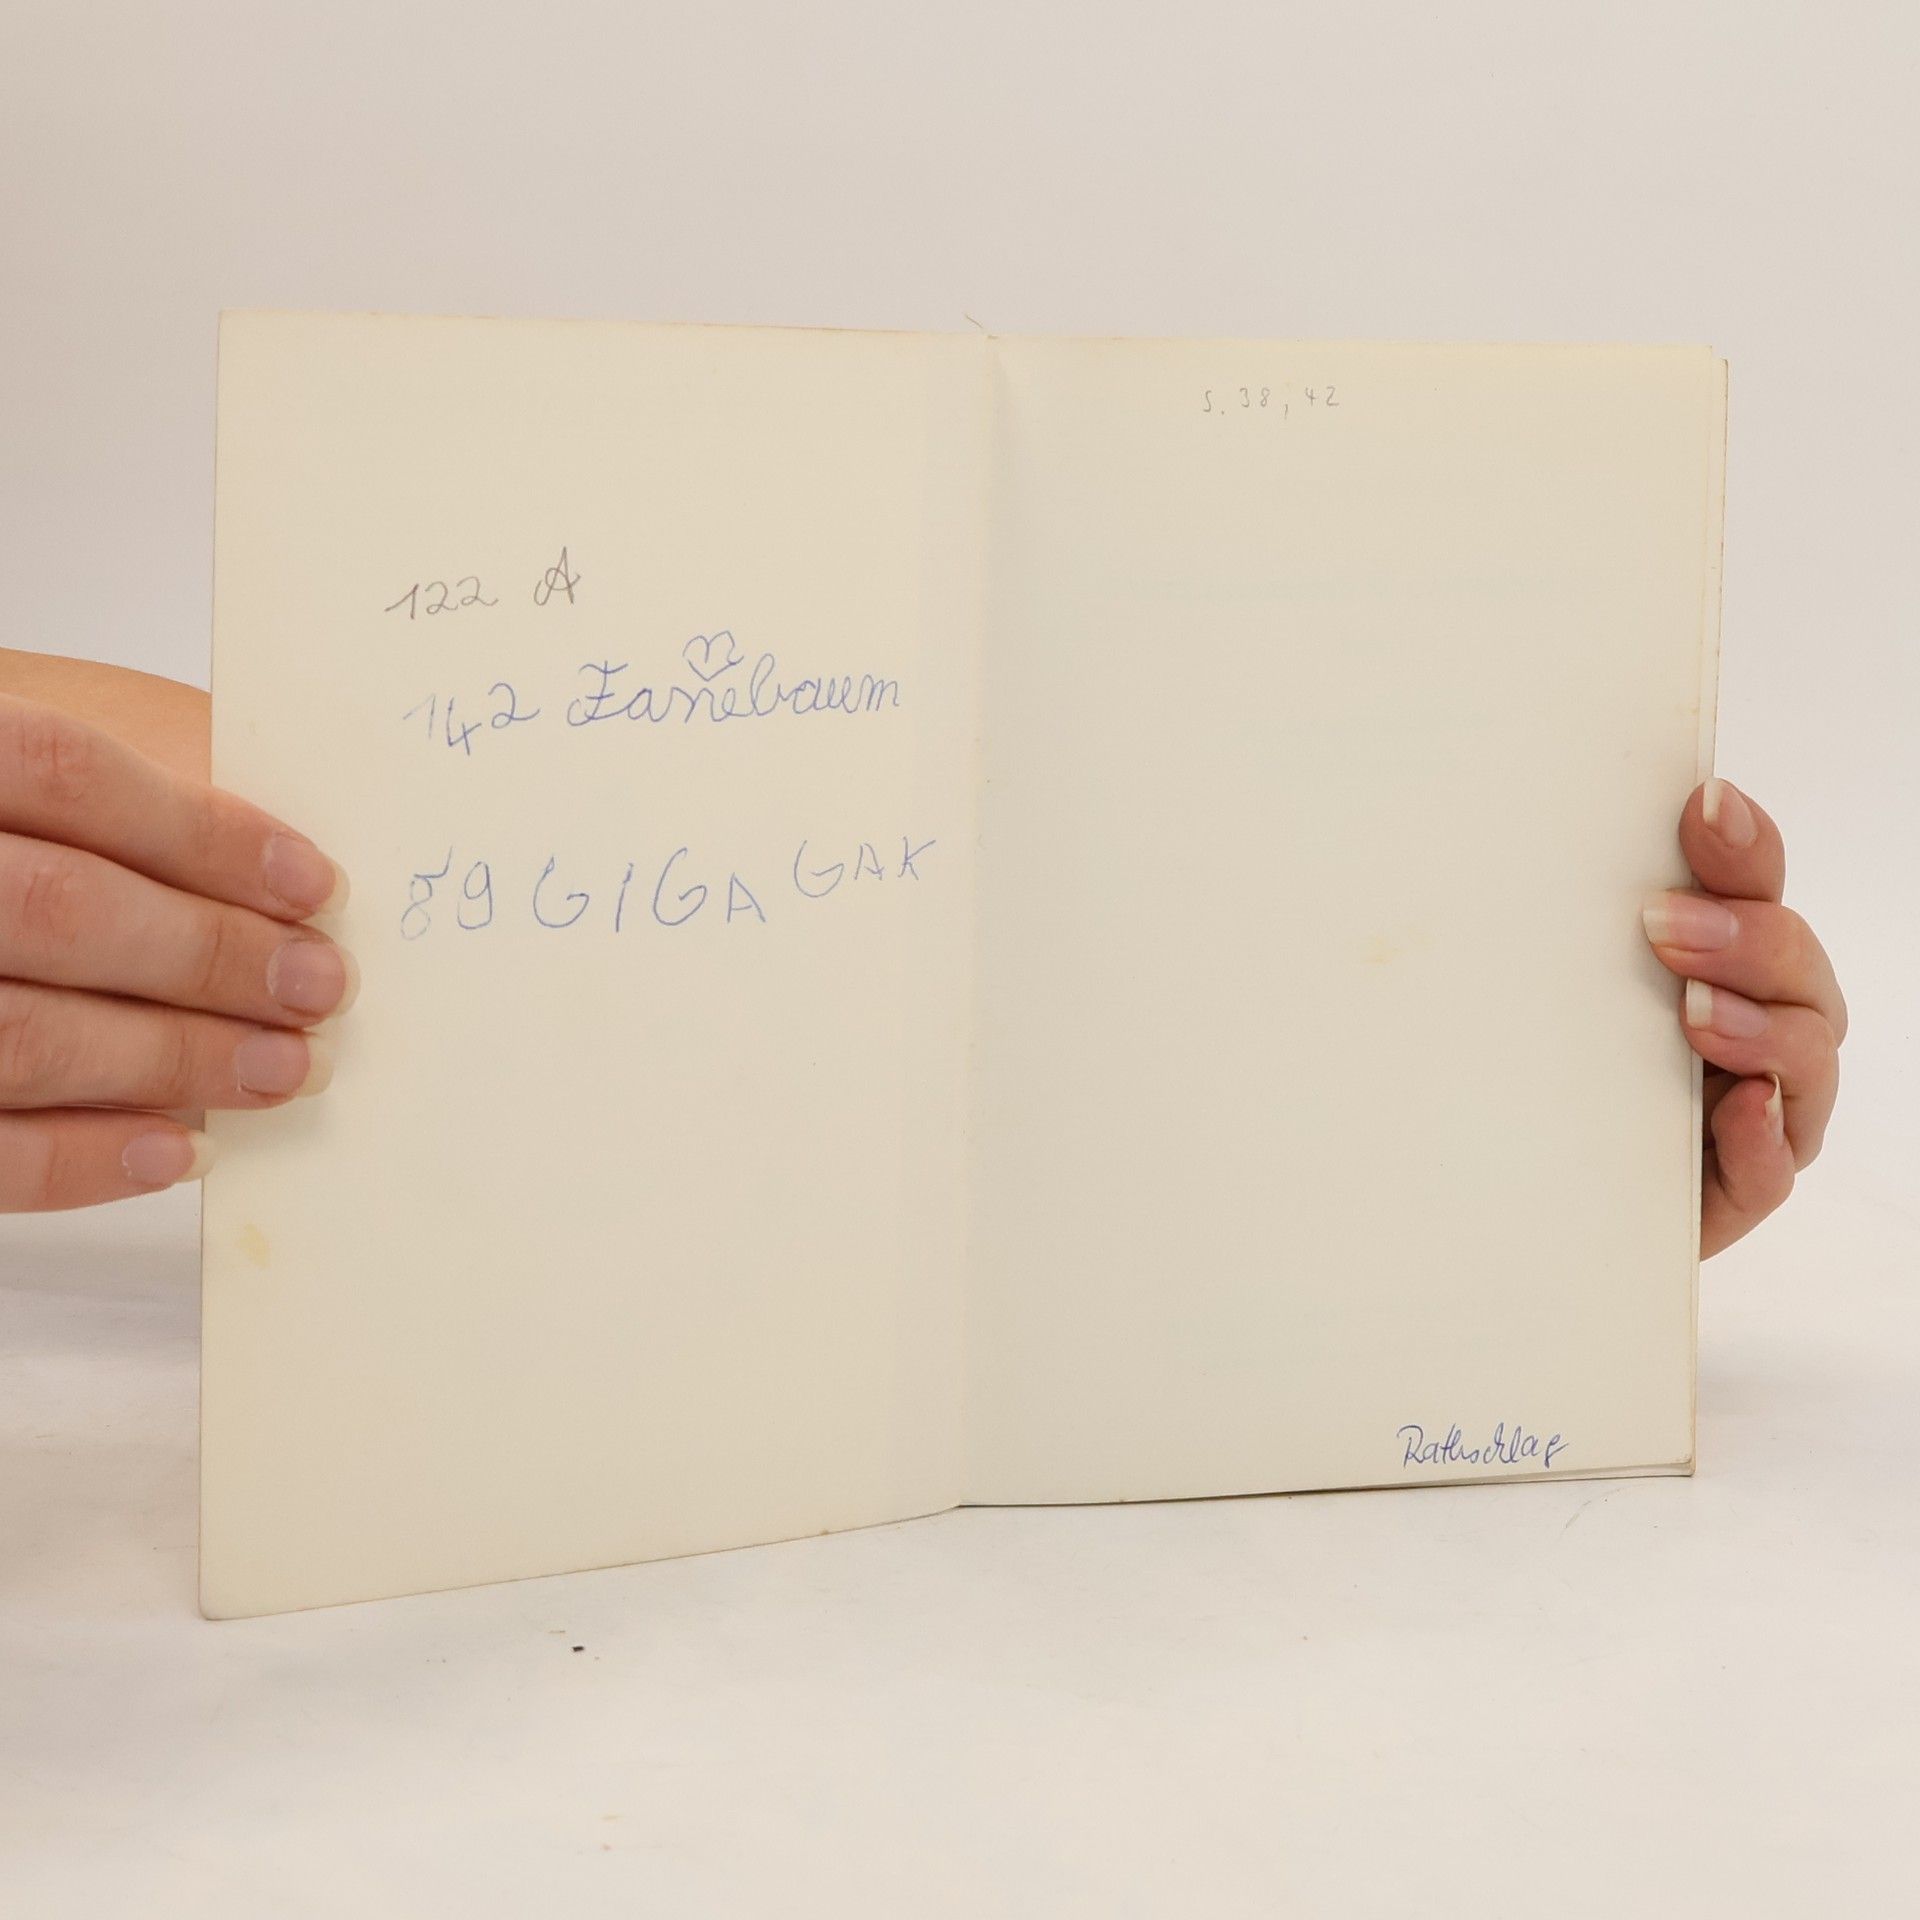 122 A
142 Zanebaum
89 GIGA GAK
S. 38, 42
Rathschlag